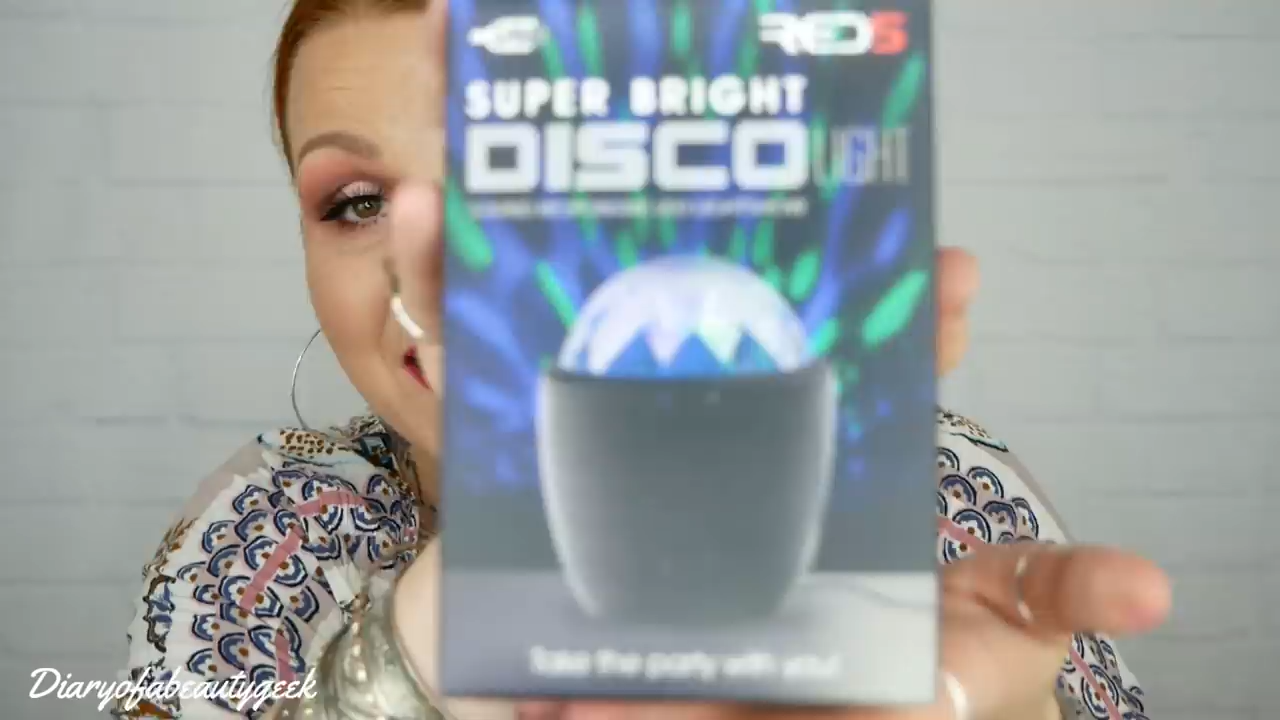 RED5
SUPER BRIGHT
DISCO LIGHT
Take the party with you!
Diaryofabeautygeek